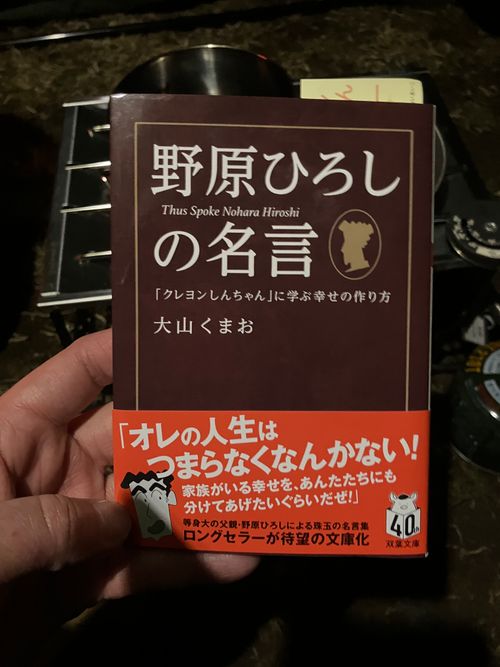 野原ひろし
Thus Spoke Nohara Hiroshi
の名言
「クレヨンしんちゃん」に学ぶ幸せの作り方
大山くまお
「オレの人生は
つまらなくなんかない!
家族がいる幸せを、あんたたちにも
分けてあげたいぐらいだぜ!」
等身大の父親・野原ひろしによる珠玉の名言集
ロングセラーが待望の文庫化
40th
双葉文庫